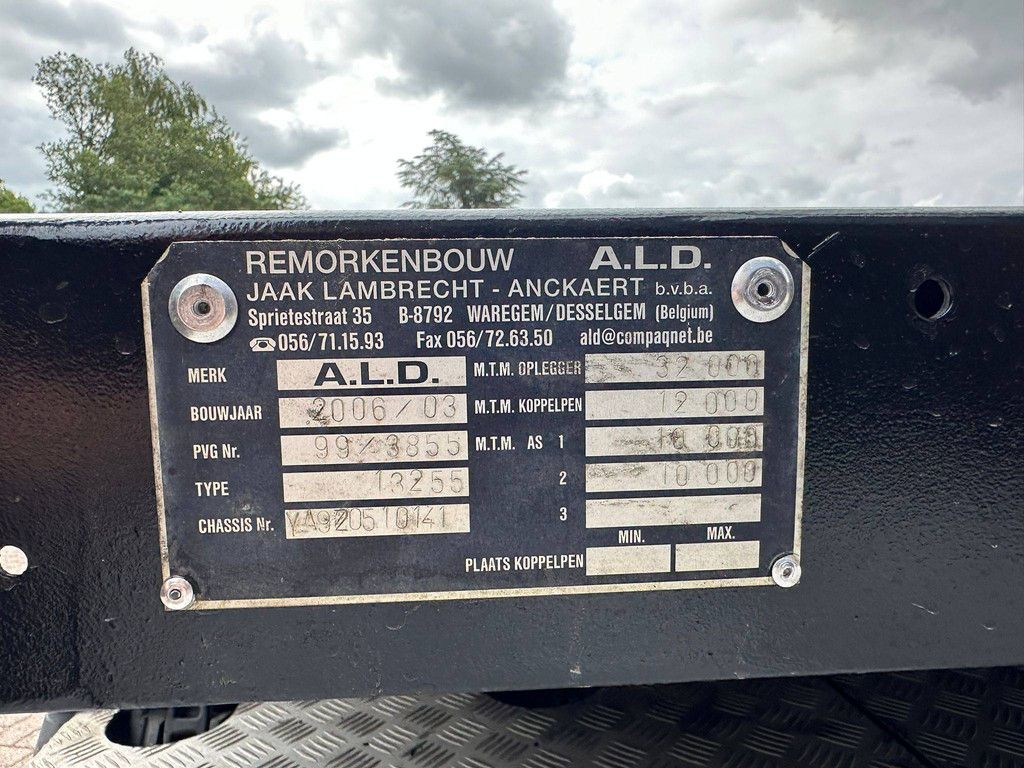 REMORKENBOUW A.L.D.
JAAK LAMBRECHT - ANCKAERT b.v.b.a.
Sprietestraat 35 B-8792 WAREGEM/DESSELGEM (Belgium)
☎056/71.15.93 Fax 056/72.63.50 ald@compaqnet.be
MERK A.L.D. M.T.M. OPLEGGER 32 000
BOUWJAAR 2006/03 M.T.M. KOPPELPEN 12 000
PVG Nr. 99/3855 M.T.M. AS 1 10 000
TYPE 13255 2 10 000
CHASSIS Nr. 3
MIN. MAX.
PLAATS KOPPELPEN